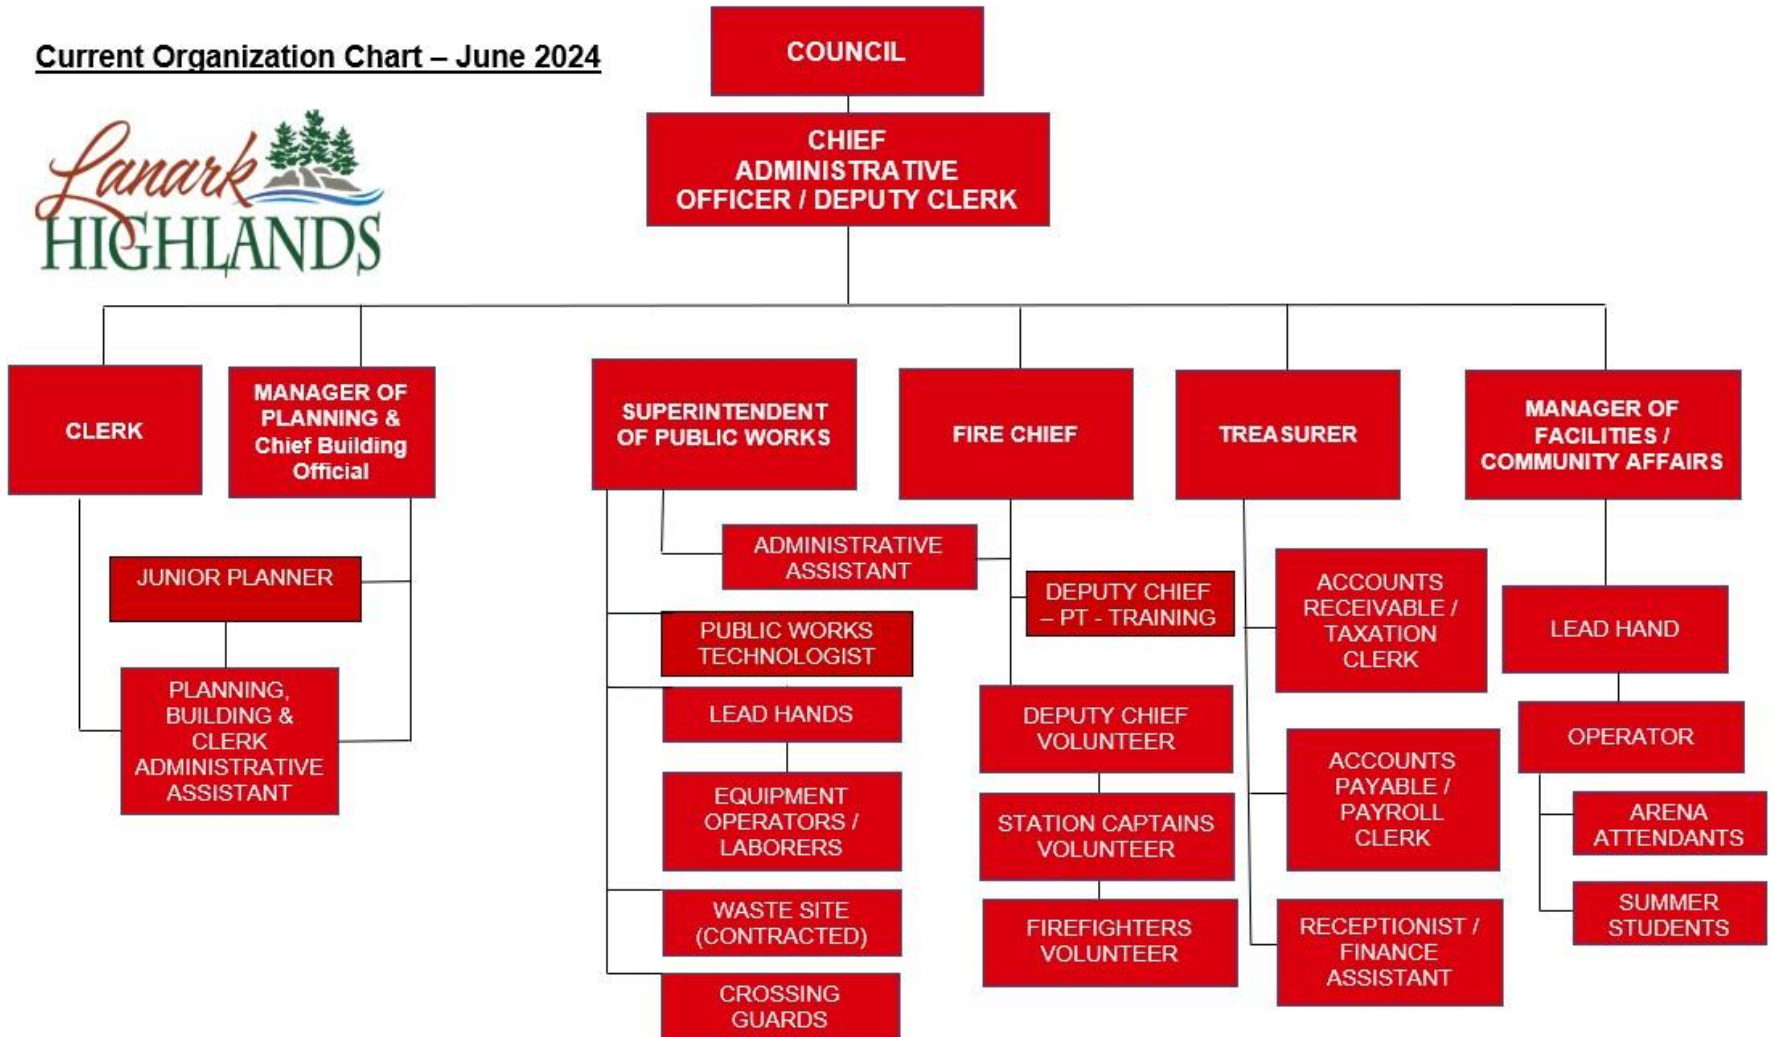 Current Organization Chart – June 2024
Lanark
HIGHLANDS
COUNCIL
CHIEF
ADMINISTRATIVE
OFFICER / DEPUTY CLERK
CLERK
MANAGER OF
PLANNING &
Chief Building
Official
SUPERINTENDENT
OF PUBLIC WORKS
FIRE CHIEF
TREASURER
MANAGER OF
FACILITIES /
COMMUNITY AFFAIRS
JUNIOR PLANNER
PLANNING,
BUILDING &
CLERK
ADMINISTRATIVE
ASSISTANT
ADMINISTRATIVE
ASSISTANT
PUBLIC WORKS
TECHNOLOGIST
LEAD HANDS
EQUIPMENT
OPERATORS /
LABORERS
WASTE SITE
(CONTRACTED)
CROSSING
GUARDS
DEPUTY CHIEF
– PT - TRAINING
DEPUTY CHIEF
VOLUNTEER
STATION CAPTAINS
VOLUNTEER
FIREFIGHTERS
VOLUNTEER
ACCOUNTS
RECEIVABLE /
TAXATION
CLERK
ACCOUNTS
PAYABLE /
PAYROLL
CLERK
RECEPTIONIST /
FINANCE
ASSISTANT
LEAD HAND
OPERATOR
ARENA
ATTENDANTS
SUMMER
STUDENTS